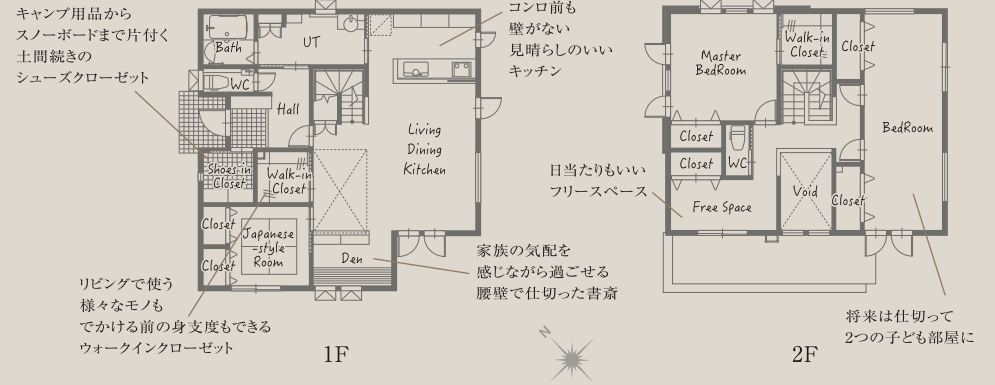 キャンプ用品から
スノーボードまで片付く
土間続きの
シューズクローゼット
コンロ前も
壁がない
見晴らしのいい
キッチン
Bath
UT
WC
Hall
Living
Dining
Kitchen
Shoes-in
Closet
Walk-in
Closet
Closet
Closet
Japanese
-style
Room
Den
リビングで使う
様々なモノも
でかける前の身支度もできる
ウォークインクローゼット
家族の気配を
感じながら過ごせる
腰壁で仕切った書斎
1F
N
Master
BedRoom
Walk-in
Closet
Closet
BedRoom
Closet
Closet
WC
Void
Closet
Free Space
日当たりもいい
フリースペース
将来は仕切って
2つの子ども部屋に
2F